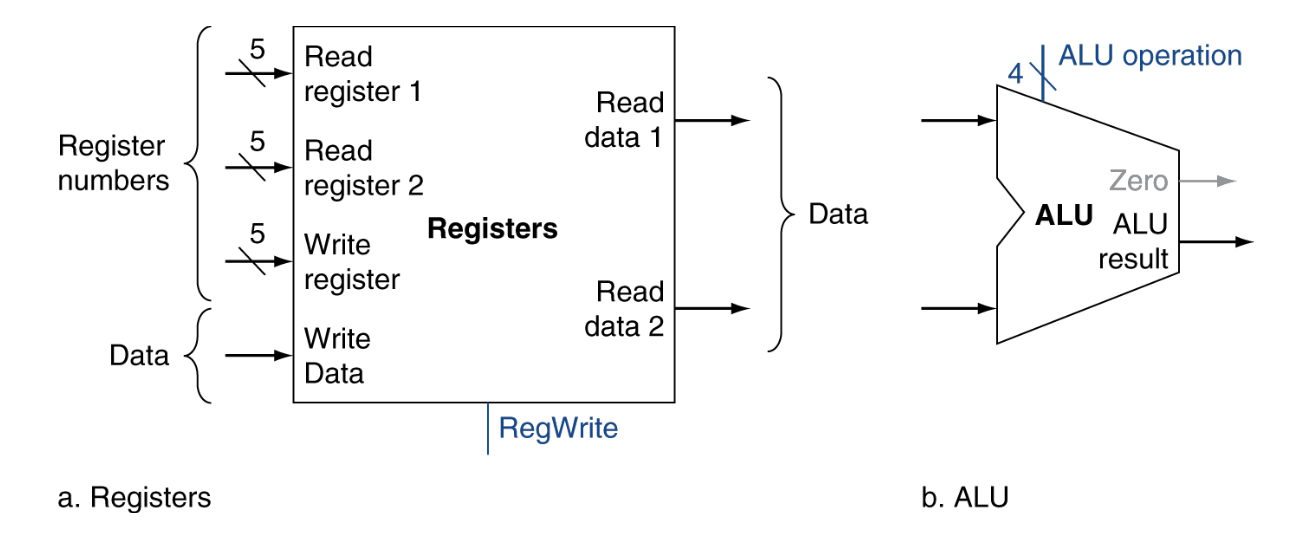 5
Read
register 1
5
Read
register 2
5
Write
register
Write
Data
Register
numbers
Data
Registers
Read
data 1
Read
data 2
Data
RegWrite
a. Registers
4
ALU operation
Zero
ALU
ALU
result
b. ALU